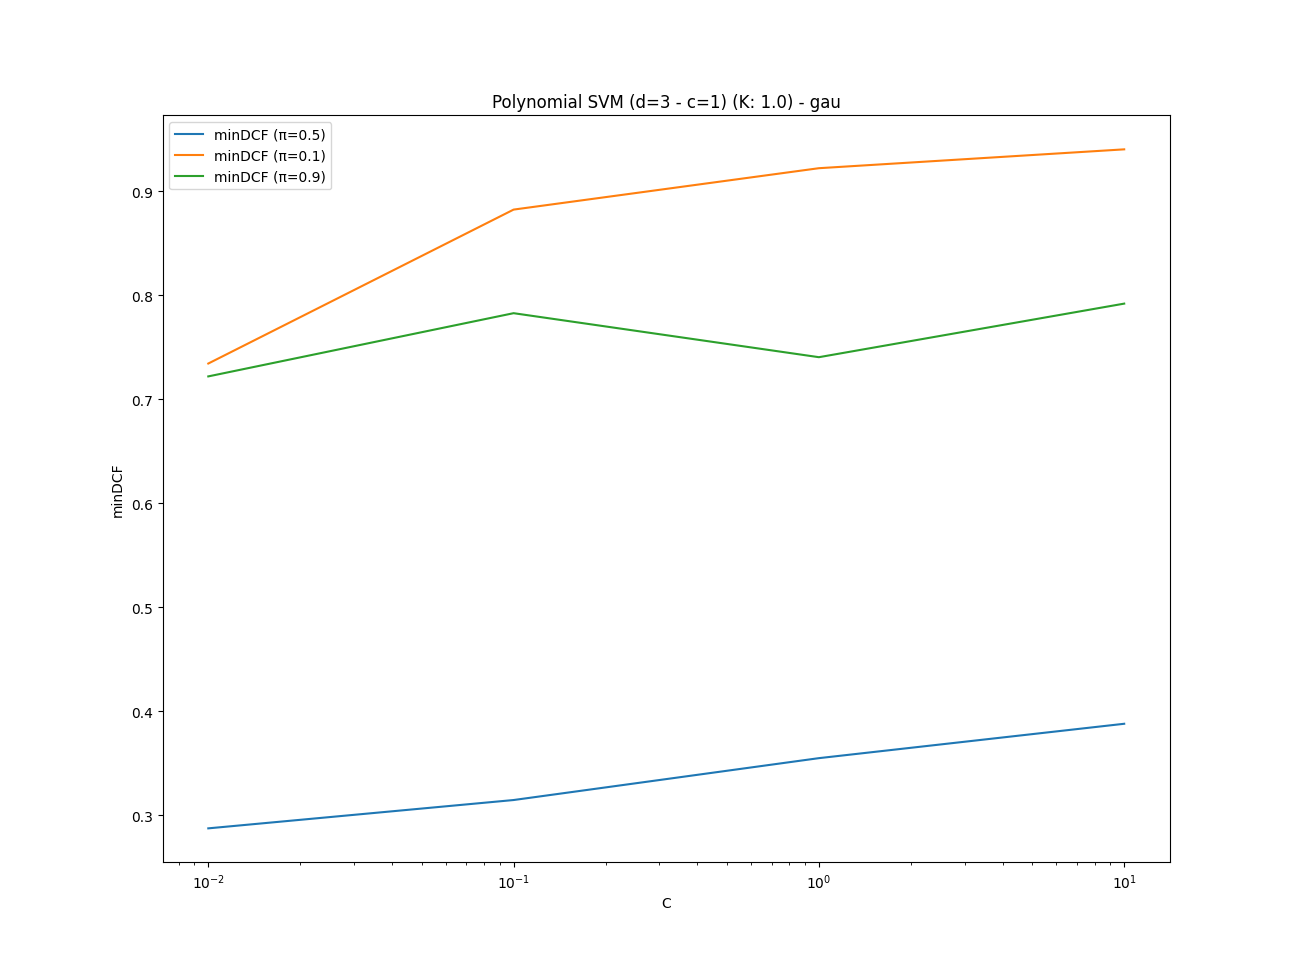 Polynomial SVM (d=3 - c=1) (K: 1.0) - gau
minDCF (π=0.5)
minDCF (π=0.1)
minDCF (π=0.9)
0.9
0.8
0.7
0.6
0.5
0.4
0.3
minDCF
10⁻² 10⁻¹ 10⁰ 10¹
C